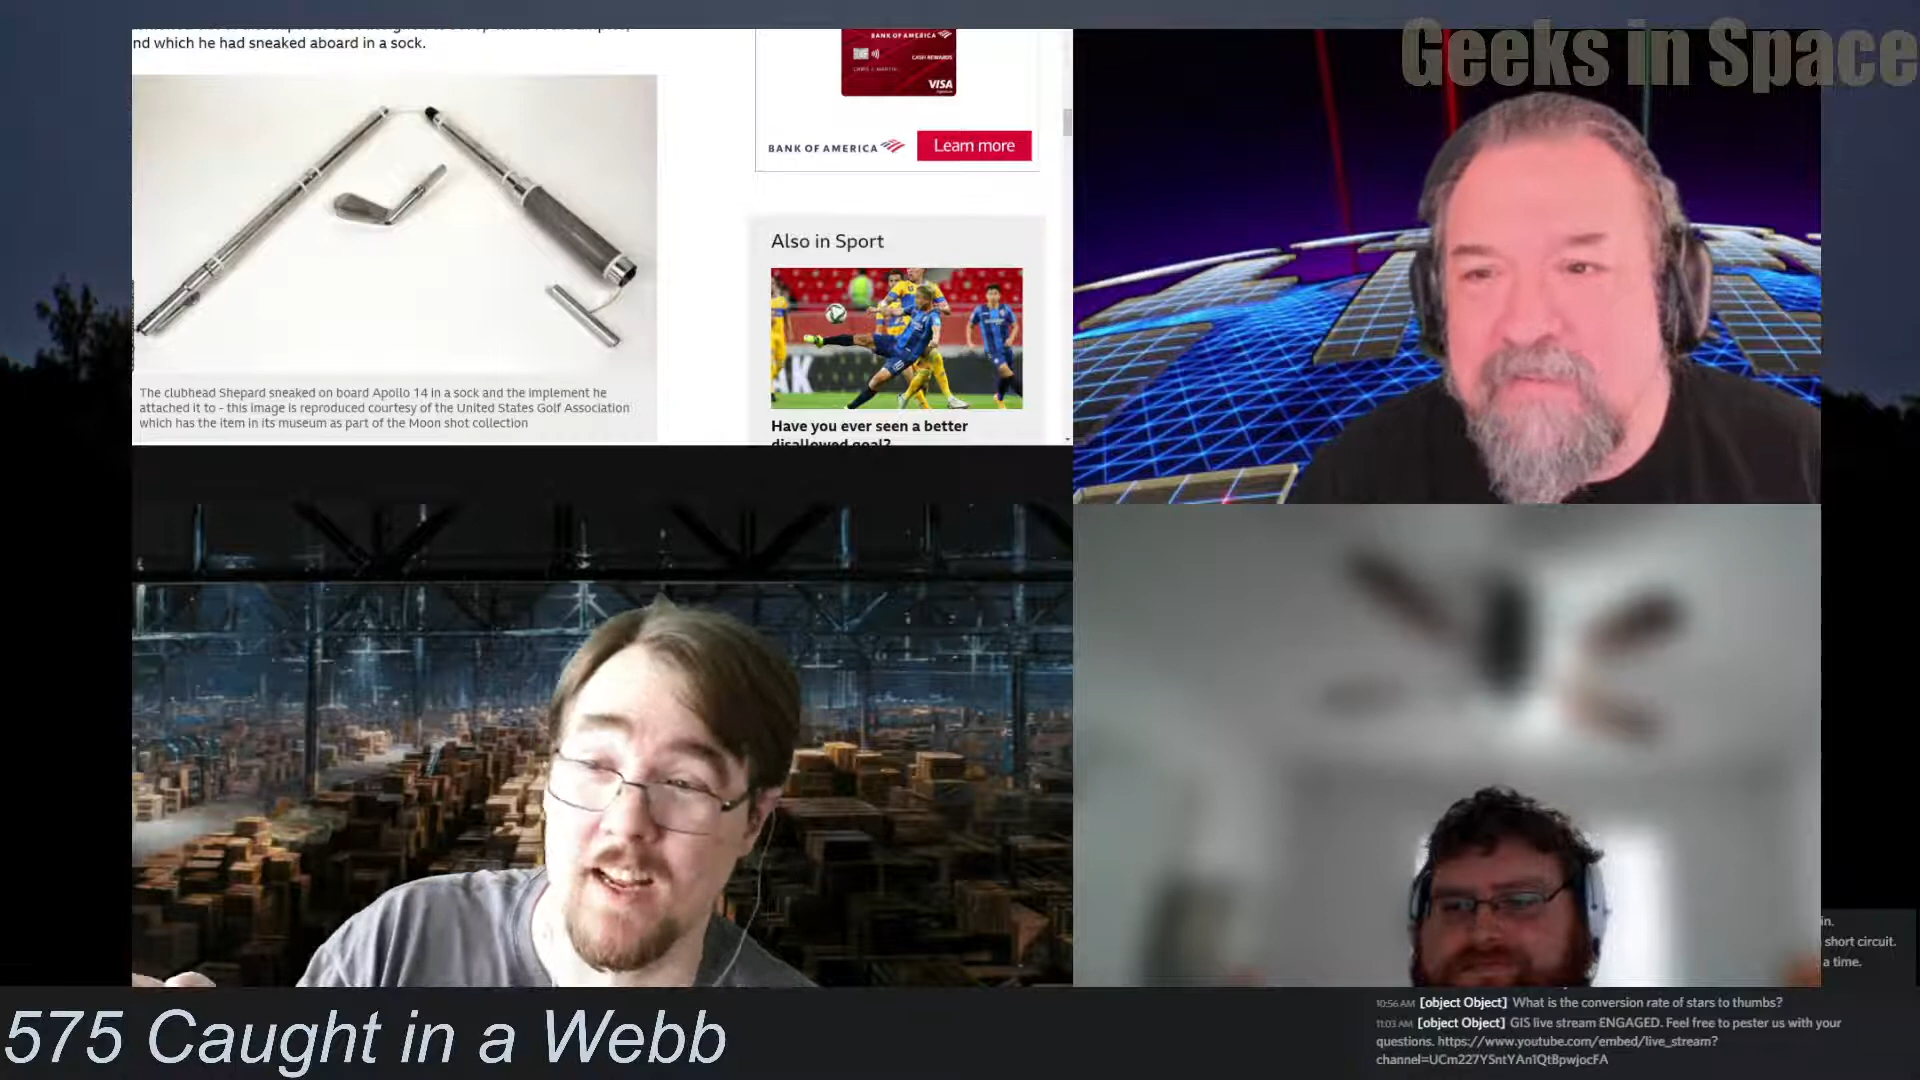 Geeks in Space
nd which he had sneaked aboard in a sock.
The clubhead Shepard sneaked on board Apollo 14 in a sock and the implement he
attached it to - this image is reproduced courtesy of the United States Golf Association
which has the item in its museum as part of the Moon shot collection
BANK OF AMERICA
CASH REWARDS
VISA
BANK OF AMERICA
Learn more
Also in Sport
AK
Have you ever seen a better
disallowed goal?
in.
short circuit.
a time.
10:56 AM [object Object] What is the conversion rate of stars to thumbs?
11:03 AM [object Object] GIS live stream ENGAGED. Feel free to pester us with your
questions. https://www.youtube.com/embed/live_stream?
channel=UCm227YSntYAn1QtBpwjocFA
575 Caught in a Webb